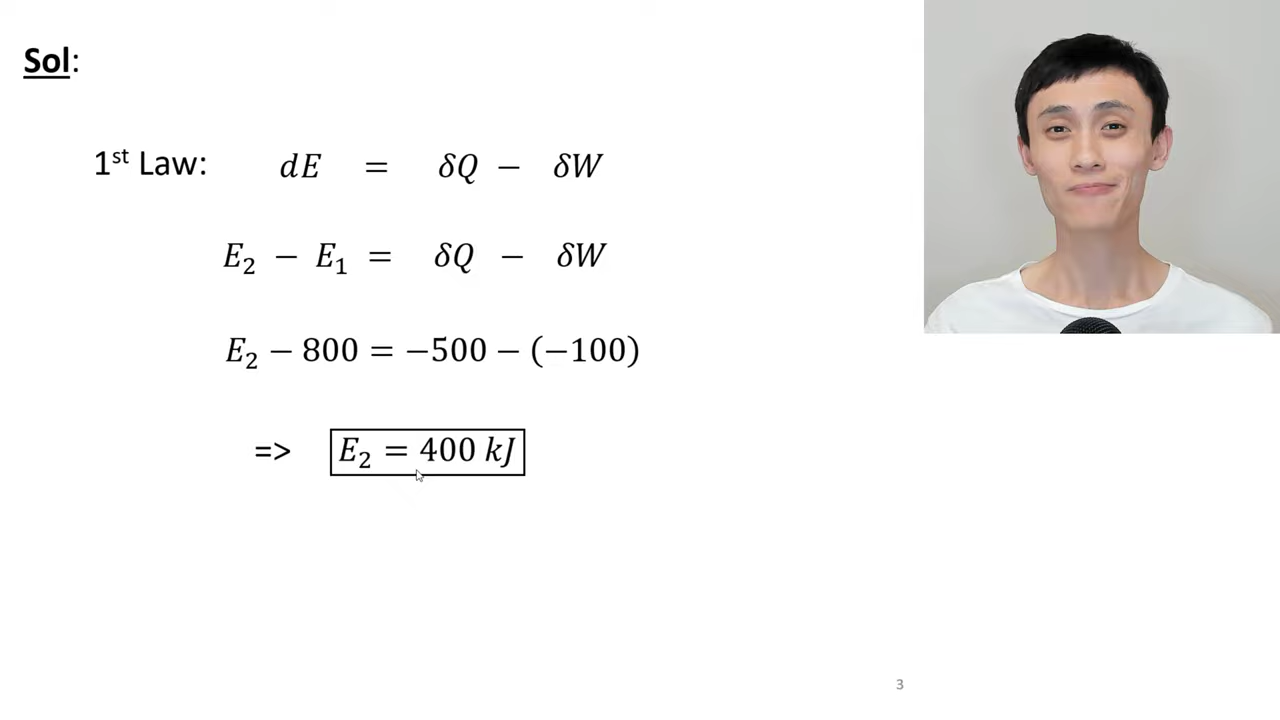 Sol:
1st Law: dE = δQ − δW
E₂ − E₁ = δQ − δW
E₂ − 800 = −500 − (−100)
=> E₂ = 400 kJ
3